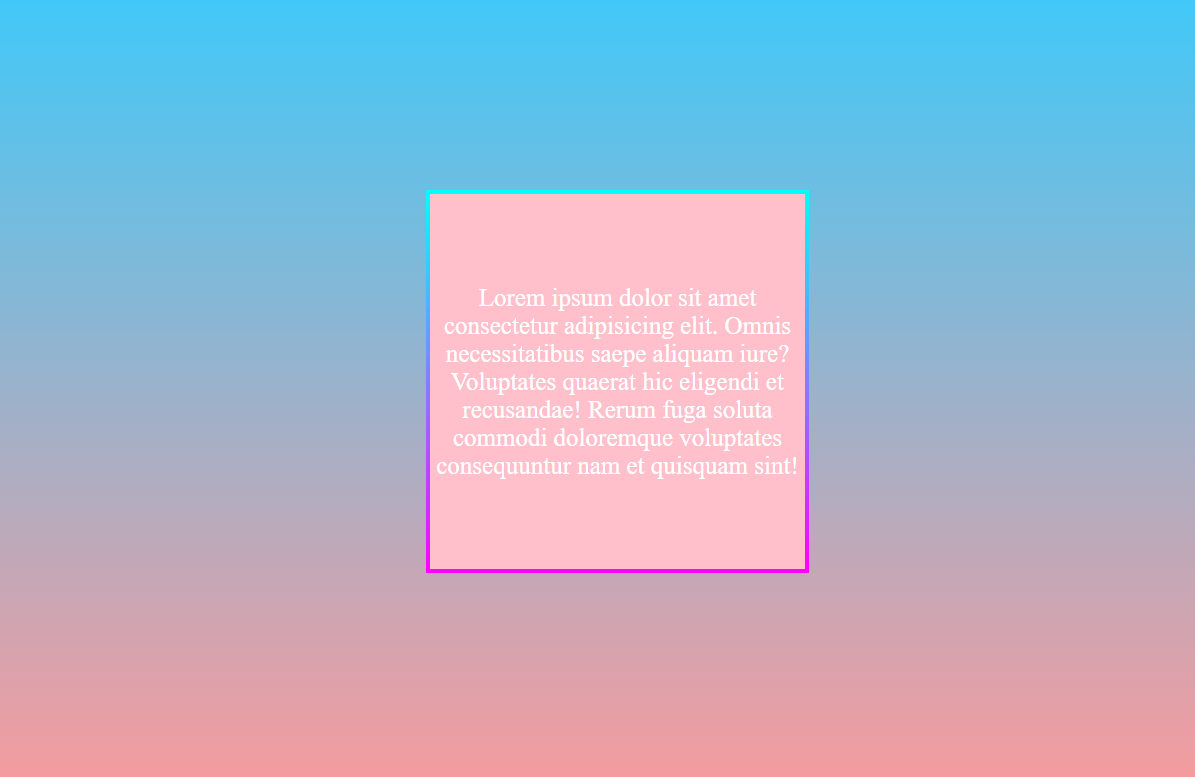 Lorem ipsum dolor sit amet
consectetur adipisicing elit. Omnis
necessitatibus saepe aliquam iure?
Voluptates quaerat hic eligendi et
recusandae! Rerum fuga soluta
commodi doloremque voluptates
consequuntur nam et quisquam sint!